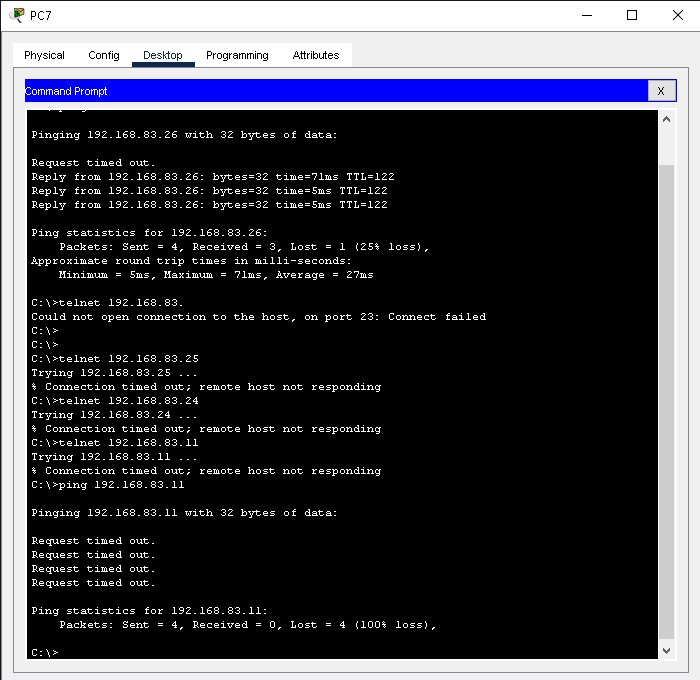 PC7
Physical Config Desktop Programming Attributes
Command Prompt
X
Pinging 192.168.83.26 with 32 bytes of data:
Request timed out.
Reply from 192.168.83.26: bytes=32 time=71ms TTL=122
Reply from 192.168.83.26: bytes=32 time=5ms TTL=122
Reply from 192.168.83.26: bytes=32 time=5ms TTL=122
Ping statistics for 192.168.83.26:
Packets: Sent = 4, Received = 3, Lost = 1 (25% loss),
Approximate round trip times in milli-seconds:
Minimum = 5ms, Maximum = 71ms, Average = 27ms
C:\>telnet 192.168.83.
Could not open connection to the host, on port 23: Connect failed
C:\>
C:\>
C:\>telnet 192.168.83.25
Trying 192.168.83.25 ...
% Connection timed out; remote host not responding
C:\>telnet 192.168.83.24
Trying 192.168.83.24 ...
% Connection timed out; remote host not responding
C:\>telnet 192.168.83.11
Trying 192.168.83.11 ...
% Connection timed out; remote host not responding
C:\>ping 192.168.83.11
Pinging 192.168.83.11 with 32 bytes of data:
Request timed out.
Request timed out.
Request timed out.
Request timed out.
Ping statistics for 192.168.83.11:
Packets: Sent = 4, Received = 0, Lost = 4 (100% loss),
C:\>